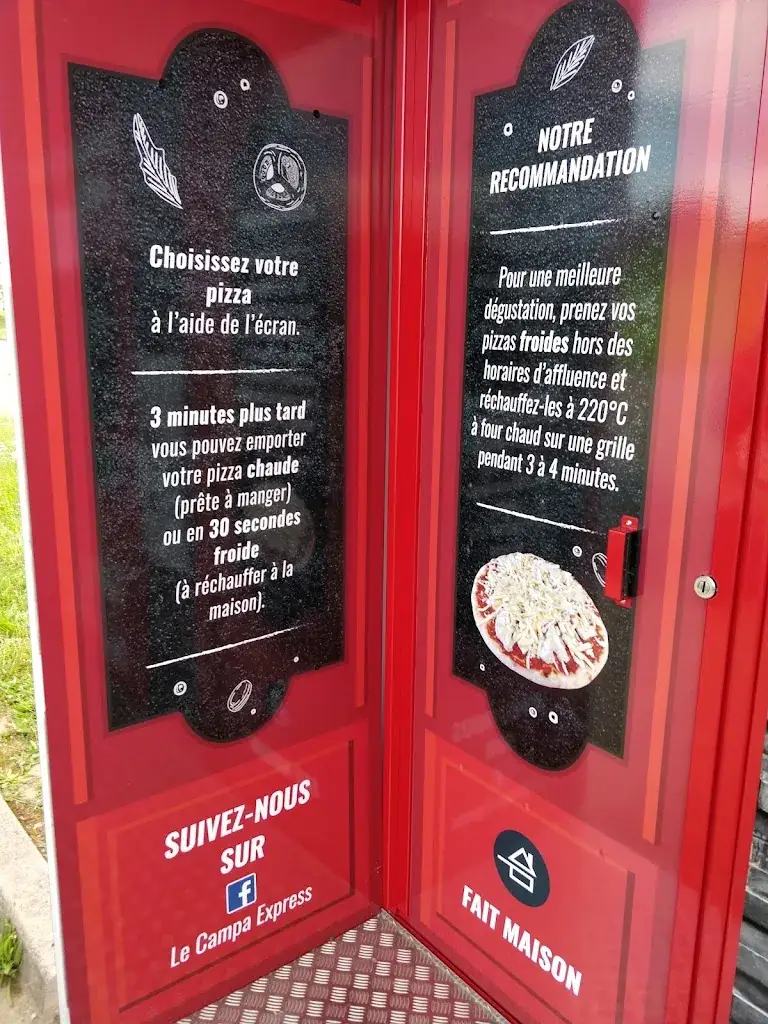 Choisissez votre
pizza
à l'aide de l'écran.
3 minutes plus tard
vous pouvez emporter
votre pizza chaude
(prête à manger)
ou en 30 secondes
froide
(à réchauffer à la
maison).
SUIVEZ-NOUS
SUR
f
Le Campa Express
NOTRE
RECOMMANDATION
Pour une meilleure
dégustation, prenez vos
pizzas froides hors des
horaires d'affluence et
réchauffez-les à 220°C
à four chaud sur une grille
pendant 3 à 4 minutes.
FAIT MAISON